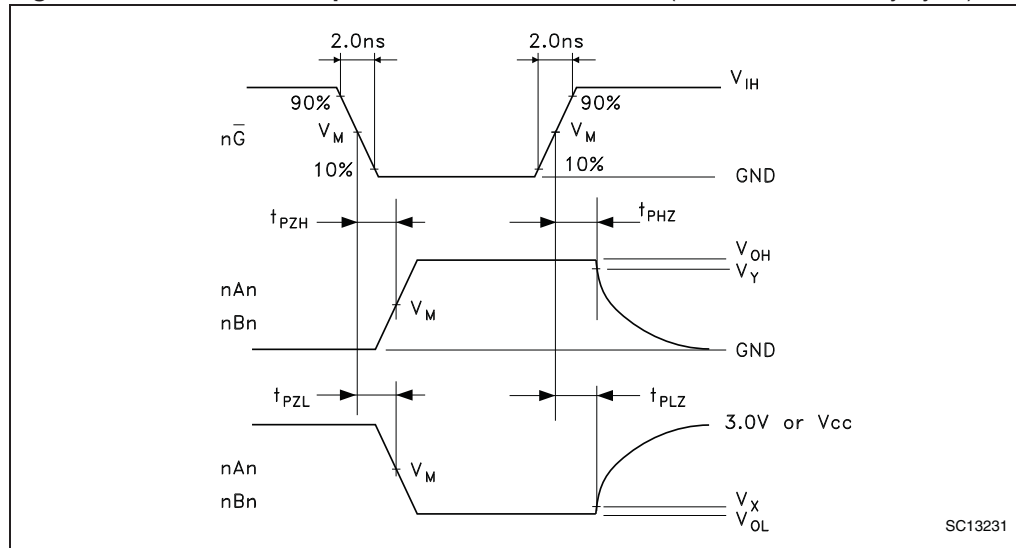 2.0ns 2.0ns
V_IH
90% 90%
nG̅ V_M V_M
10% 10%
GND
t_PZH t_PHZ
V_OH
V_Y
nAn
V_M
nBn
GND
t_PZL t_PLZ
3.0V or Vcc
nAn V_M
nBn
V_X
V_OL
SC13231